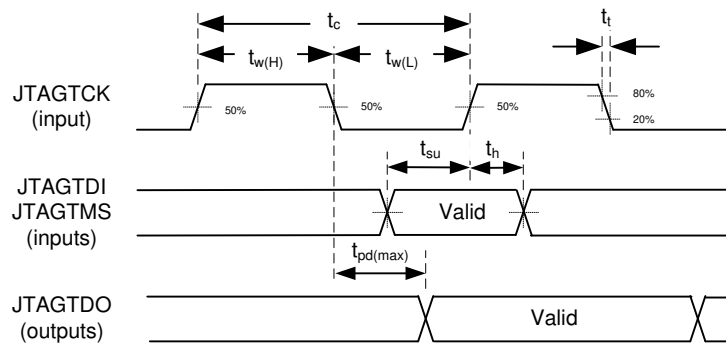 t_c
t_t
t_w(H)
t_w(L)
JTAGTCK
(input)
50%
50%
50%
80%
20%
t_su
t_h
JTAGTDI
JTAGTMS
(inputs)
Valid
t_pd(max)
JTAGTDO
(outputs)
Valid